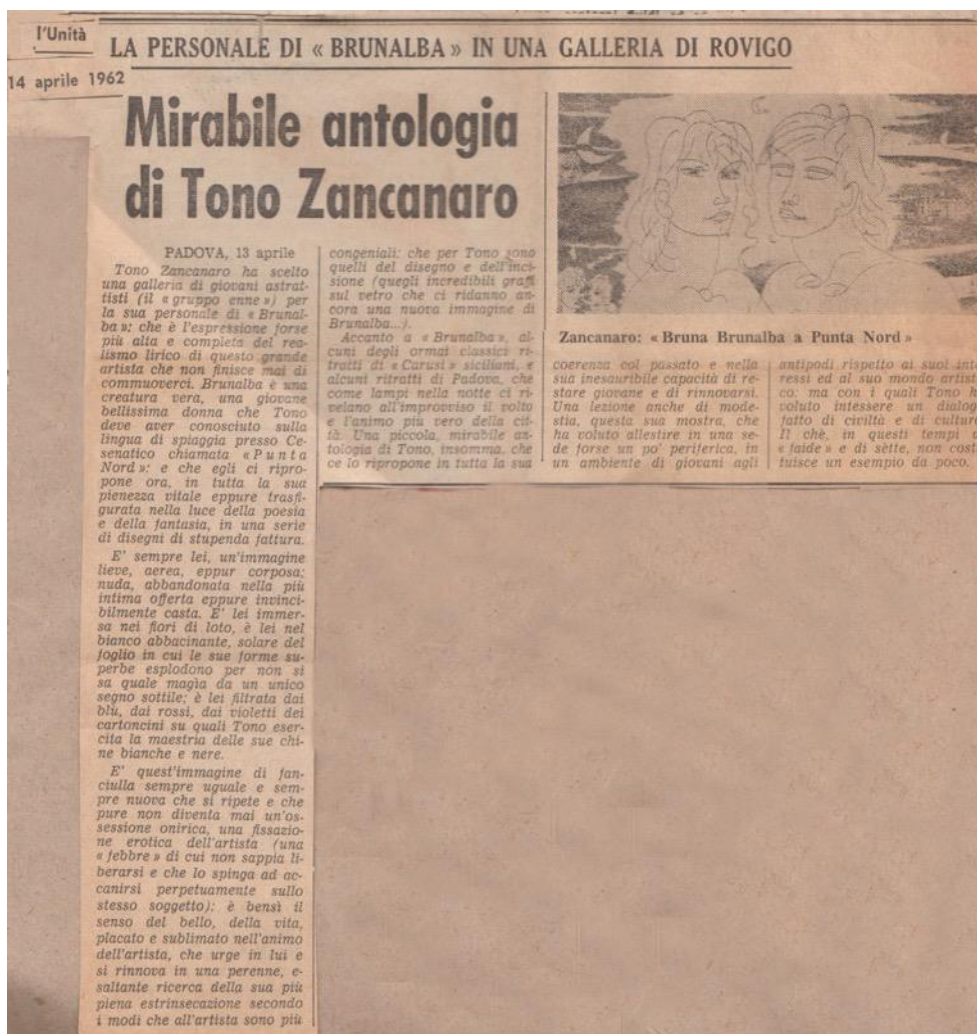 l'Unità
14 aprile 1962
LA PERSONALE DI « BRUNALBA » IN UNA GALLERIA DI ROVIGO
Mirabile antologia
di Tono Zancanaro
PADOVA, 13 aprile
Tono Zancanaro ha scelto
una galleria di giovani astrat-
tisti (il « gruppo enne ») per
la sua personale di « Brunal-
ba »: che è l'espressione forse
più alta e completa del rea-
lismo lirico di questo grande
artista che non finisce mai di
commuoverci. Brunalba è una
creatura vera, una giovane
bellissima donna che Tono
deve aver conosciuto sulla
lingua di spiaggia presso Ce-
senatico chiamata « Punta
Nord »: e che egli ci ripro-
pone ora, in tutta la sua
pienezza vitale eppure trasfi-
gurata nella luce della poesia
e della fantasia, in una serie
di disegni di stupenda fattura.
E' sempre lei, un'immagine
lieve, aerea, eppur corposa;
nuda, abbandonata nella più
intima offerta eppure invinci-
bilmente casta. E' lei immer-
sa nei fiori di loto, è lei nel
bianco abbacinante, solare del
foglio in cui le sue forme su-
perbe esplodono per non si
sa quale magìa da un unico
segno sottile; è lei filtrata dai
blù, dai rossi, dai violetti dei
cartoncini su quali Tono eser-
cita la maestria delle sue chi-
ne bianche e nere.
E' quest'immagine di fan-
ciulla sempre uguale e sem-
pre nuova che si ripete e che
pure non diventa mai un'os-
sessione onirica, una fissazio-
ne erotica dell'artista (una
« febbre » di cui non sappia li-
berarsi e che lo spinga ad ac-
canirsi perpetuamente sullo
stesso soggetto): è bensì il
senso del bello, della vita,
placato e sublimato nell'animo
dell'artista, che urge in lui e
si rinnova in una perenne, e-
saltante ricerca della sua più
piena estrinsecazione secondo
i modi che all'artista sono più
congeniali: che per Tono sono
quelli del disegno e dell'inci-
sione (quegli incredibili grafi
sul vetro che ci ridanno an-
cora una nuova immagine di
Brunalba...).
Accanto a « Brunalba », al-
cuni degli ormai classici ri-
tratti di « Carusi » siciliani, e
alcuni ritratti di Padova, che
come lampi nella notte ci ri-
velano all'improvviso il volto
e l'animo più vero della cit-
tà. Una piccola, mirabile an-
tologia di Tono, insomma, che
ce lo ripropone in tutta la sua
Zancanaro: « Bruna Brunalba a Punta Nord »
coerenza col passato e nella
sua inesauribile capacità di re-
stare giovane e di rinnovarsi.
Una lezione anche di mode-
stia, questa sua mostra, che
ha voluto allestire in una se-
de forse un po' periferica, in
un ambiente di giovani agli
antipodi rispetto ai suoi inte
ressi ed al suo mondo artist
co: ma con i quali Tono h
voluto intessere un dialog
fatto di civiltà e di cultura
Il chè, in questi tempi d
« faide » e di sètte, non costi
tuisce un esempio da poco.